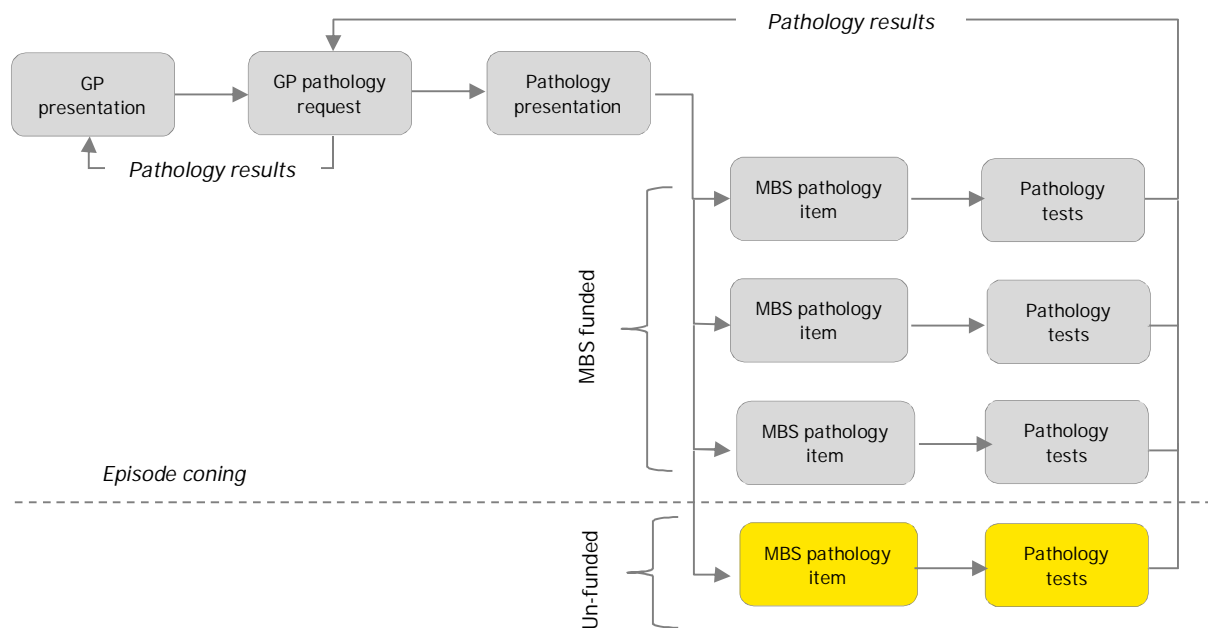 Pathology results
GP
presentation
GP pathology
request
Pathology
presentation
Pathology results
MBS funded
MBS pathology
item
Pathology
tests
MBS pathology
item
Pathology
tests
MBS pathology
item
Pathology
tests
Episode coning
Un-funded
MBS pathology
item
Pathology
tests